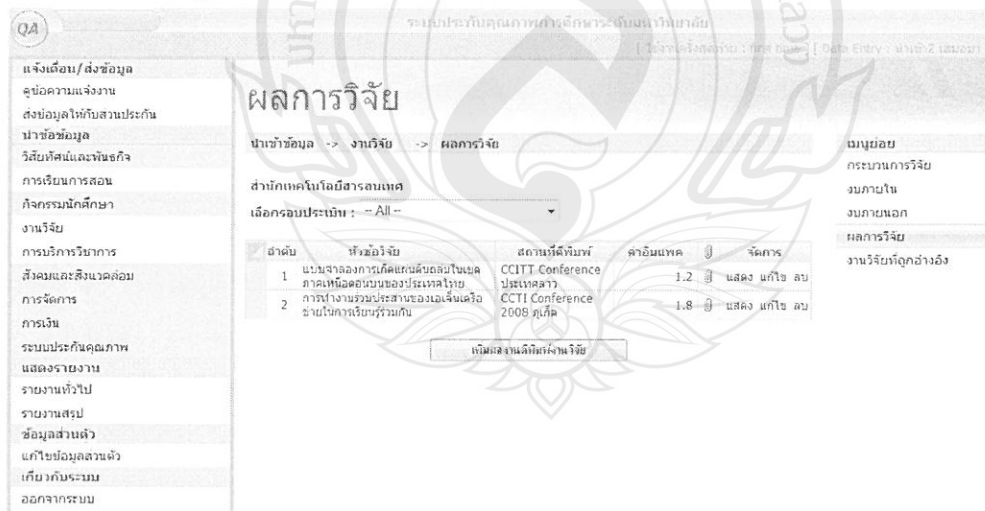 QA
ระบบประกันคุณภาพการศึกษาระดับมหาวิทยาลัย
[ ใช้งานครั้งสุดท้าย : first time ] [ Data Entry :
แจ้งเตือน/ส่งข้อมูล
ดูข้อความแจ้งงาน
ส่งข้อมูลให้กับส่วนประกัน
นำข้อข้อมูล
วิสัยทัศน์และพันธกิจ
การเรียนการสอน
กิจกรรมนักศึกษา
งานวิจัย
การบริการวิชาการ
สังคมและสิ่งแวดล้อม
การจัดการ
การเงิน
ระบบประกันคุณภาพ
แสดงรายงาน
รายงานทั่วไป
รายงานสรุป
ข้อมูลส่วนตัว
แก้ไขข้อมูลส่วนตัว
เกี่ยวกับระบบ
ออกจากระบบ
ผลการวิจัย
นำเข้าข้อมูล -> งานวิจัย -> ผลการวิจัย
สำนักเทคโนโลยีสารสนเทศ
เลือกรอบประเมิน : -- All --
ลำดับ หัวข้อวิจัย สถานที่ตีพิมพ์ ค่าอิมแพค จัดการ
1 แบบจำลองการเกิดแผ่นดินถล่มในเขตภาคเหนือตอนบนของประเทศไทย CCITT Conference ประเทศลาว 1.2 แสดง แก้ไข ลบ
2 การทำงานร่วมประสานของเอเจ็นเครือข่ายในการเรียนรู้ร่วมกัน CCTI Conference 2008 ภูเก็ต 1.8 แสดง แก้ไข ลบ
เพิ่มผลงานตีพิมพ์งานวิจัย
เมนูย่อย
กระบวนการวิจัย
งบภายใน
งบภายนอก
ผลการวิจัย
งานวิจัยที่ถูกอ้างอิง